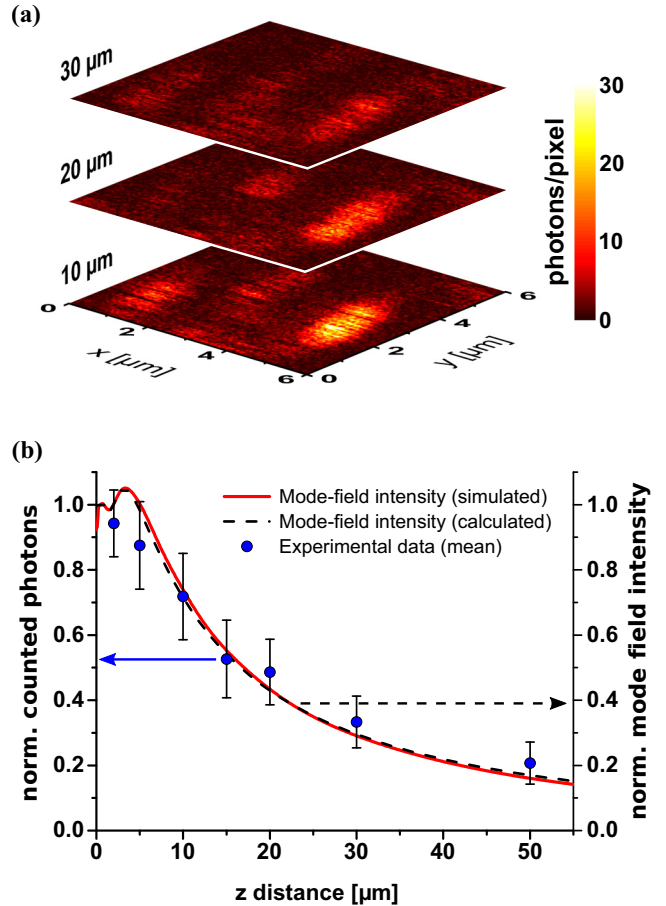 (a)
30 µm
20 µm
10 µm
0
2
4
6
x [µm]
0
2
4
6
y [µm]
30
20
10
0
photons/pixel
(b)
1.0
0.8
0.6
0.4
0.2
0.0
norm. counted photons
Mode-field intensity (simulated)
Mode-field intensity (calculated)
Experimental data (mean)
1.0
0.8
0.6
0.4
0.2
0.0
norm. mode field intensity
0 10 20 30 40 50
z distance [µm]